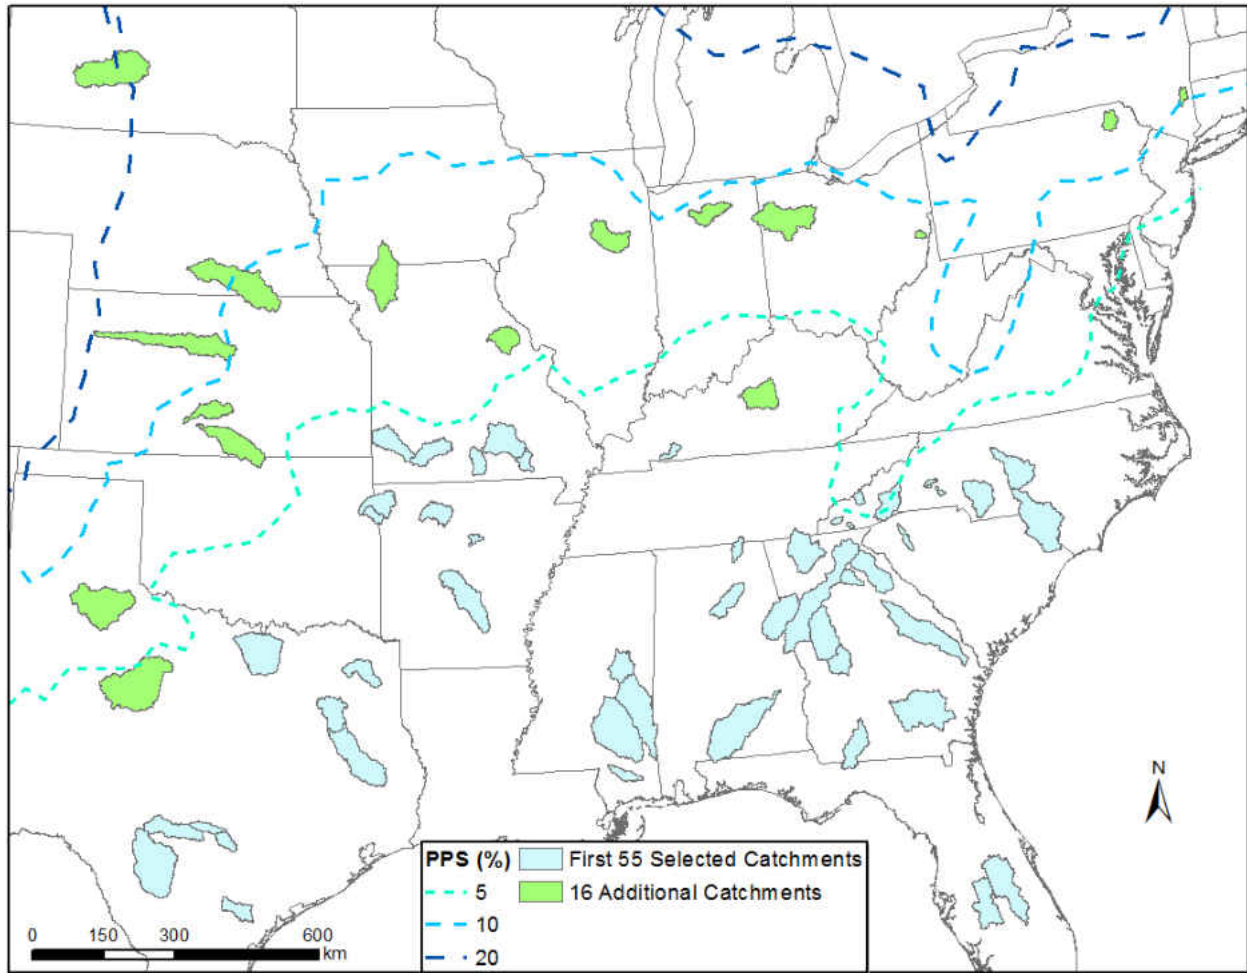 N
PPS (%)
First 55 Selected Catchments
5
16 Additional Catchments
10
20
0 150 300 600
km